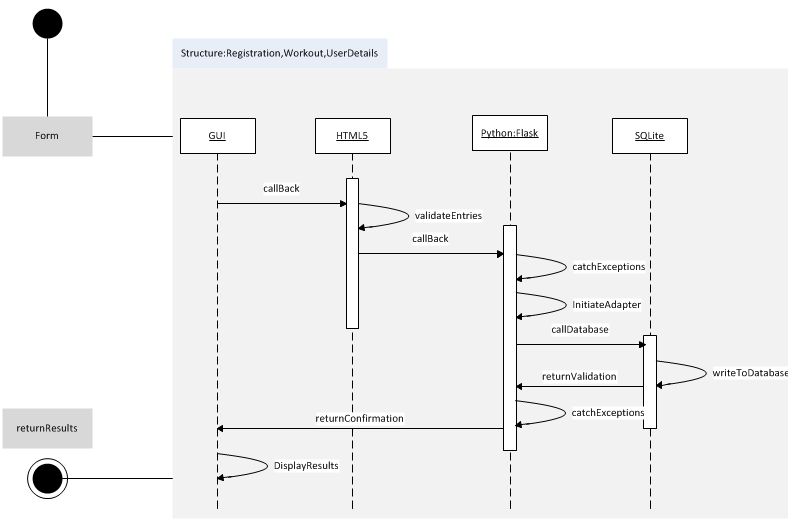 Structure:Registration,Workout,UserDetails
Form
GUI
HTML5
Python:Flask
SQLite
callBack
validateEntries
callBack
catchExceptions
InitiateAdapter
callDatabase
writeToDatabase
returnValidation
catchExceptions
returnConfirmation
returnResults
DisplayResults